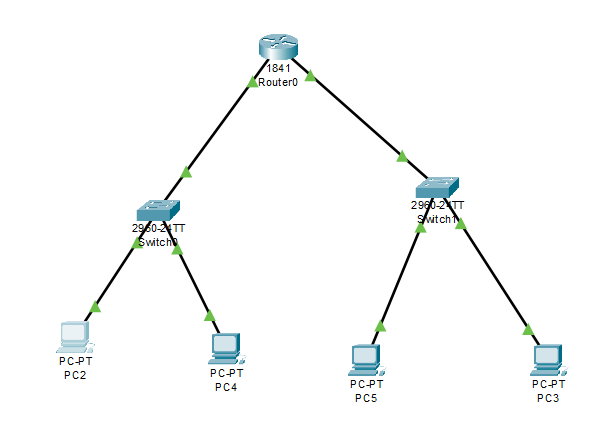 1841
Router0
2960-24TT
Switch0
2960-24TT
Switch1
PC-PT
PC2
PC-PT
PC4
PC-PT
PC5
PC-PT
PC3